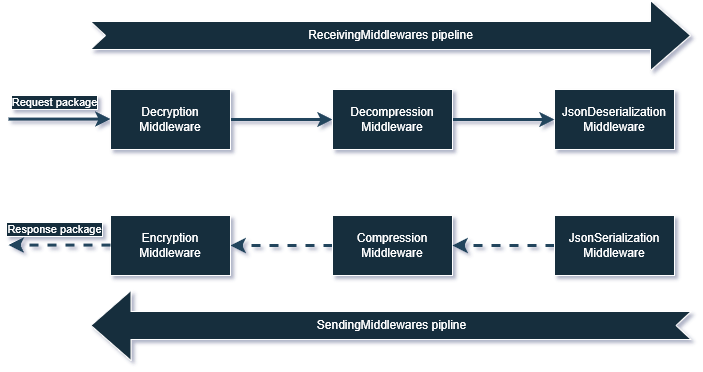 ReceivingMiddlewares pipeline
Request package
Decryption
Middleware
Decompression
Middleware
JsonDeserialization
Middleware
Response package
Encryption
Middleware
Compression
Middleware
JsonSerialization
Middleware
SendingMiddlewares pipline